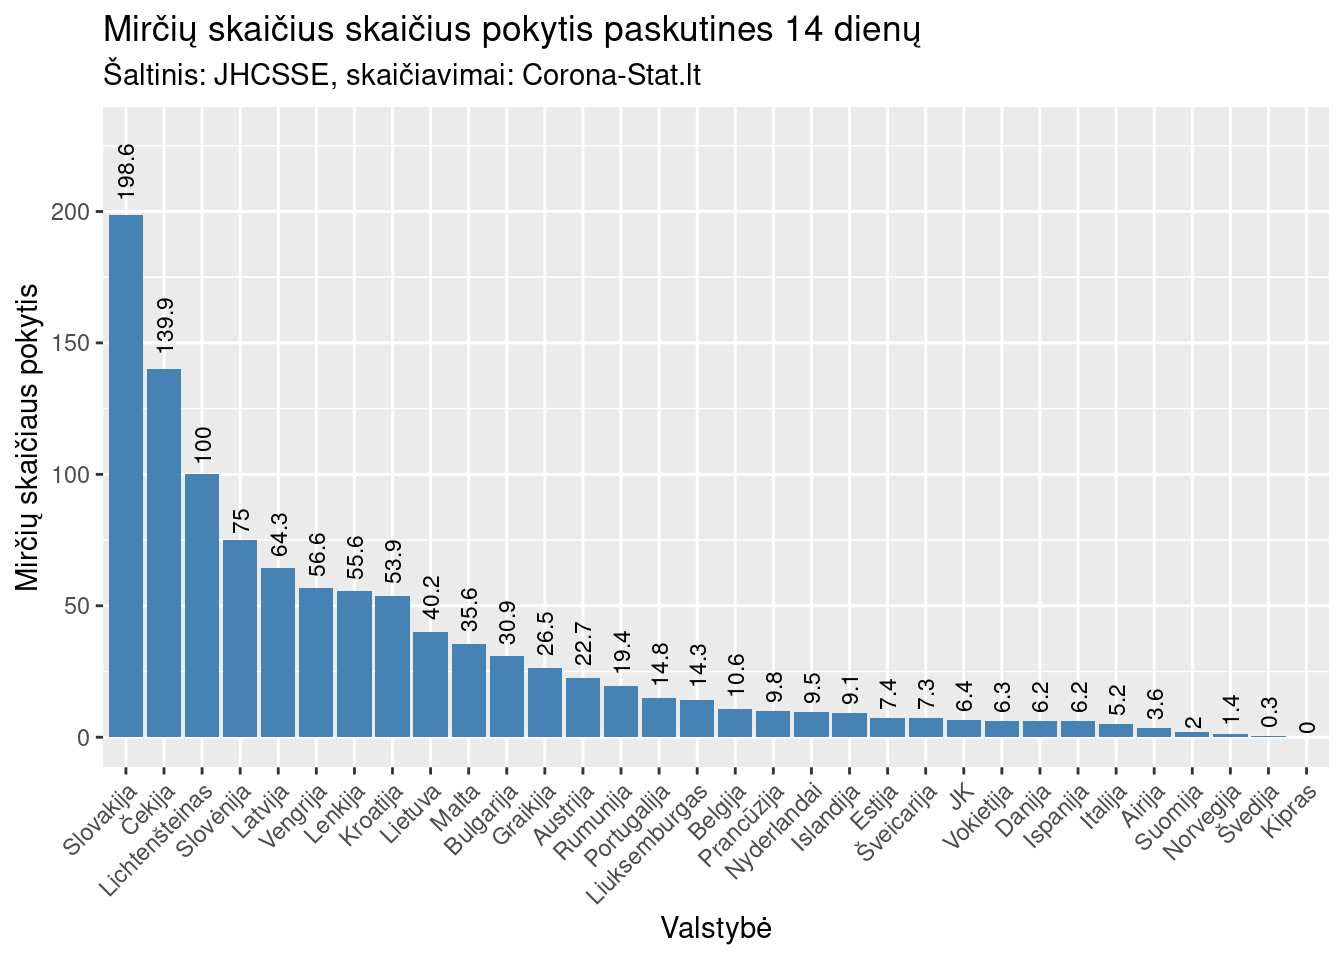 Mirčių skaičius skaičius pokytis paskutines 14 dienų
Šaltinis: JHCSSE, skaičiavimai: Corona-Stat.lt
Mirčių skaičiaus pokytis
200
150
100
50
0
198.6
139.9
100
75
64.3
56.6
55.6
53.9
40.2
35.6
30.9
26.5
22.7
19.4
14.8
14.3
10.6
9.8
9.5
9.1
7.4
7.3
6.4
6.3
6.2
6.2
5.2
3.6
2
1.4
0.3
0
Slovakija
Čekija
Lichtenšteinas
Slovėnija
Latvija
Vengrija
Lenkija
Kroatija
Lietuva
Malta
Bulgarija
Graikija
Austrija
Rumunija
Portugalija
Liuksemburgas
Belgija
Prancūzija
Nyderlandai
Islandija
Estija
Šveicarija
JK
Vokietija
Danija
Ispanija
Italija
Airija
Suomija
Norvegija
Švedija
Kipras
Valstybė